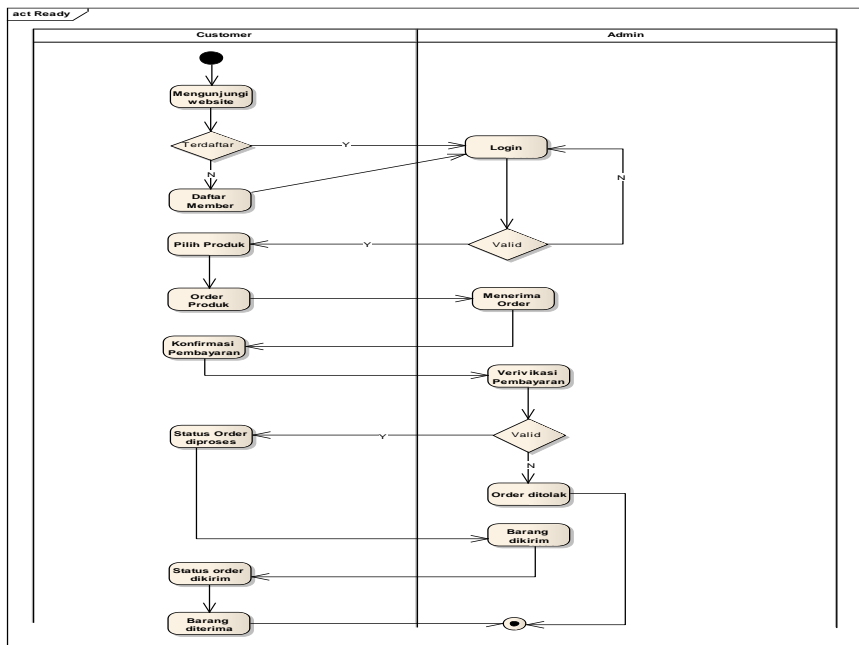 act Ready
Customer
Admin
Mengunjungi
website
Terdaftar
Y
Login
N
N
Daftar
Member
Pilih Produk
Y
Valid
Order
Produk
Menerima
Order
Konfirmasi
Pembayaran
Verivikasi
Pembayaran
Status Order
diproses
Y
Valid
N
Order ditolak
Barang
dikirim
Status order
dikirim
Barang
diterima